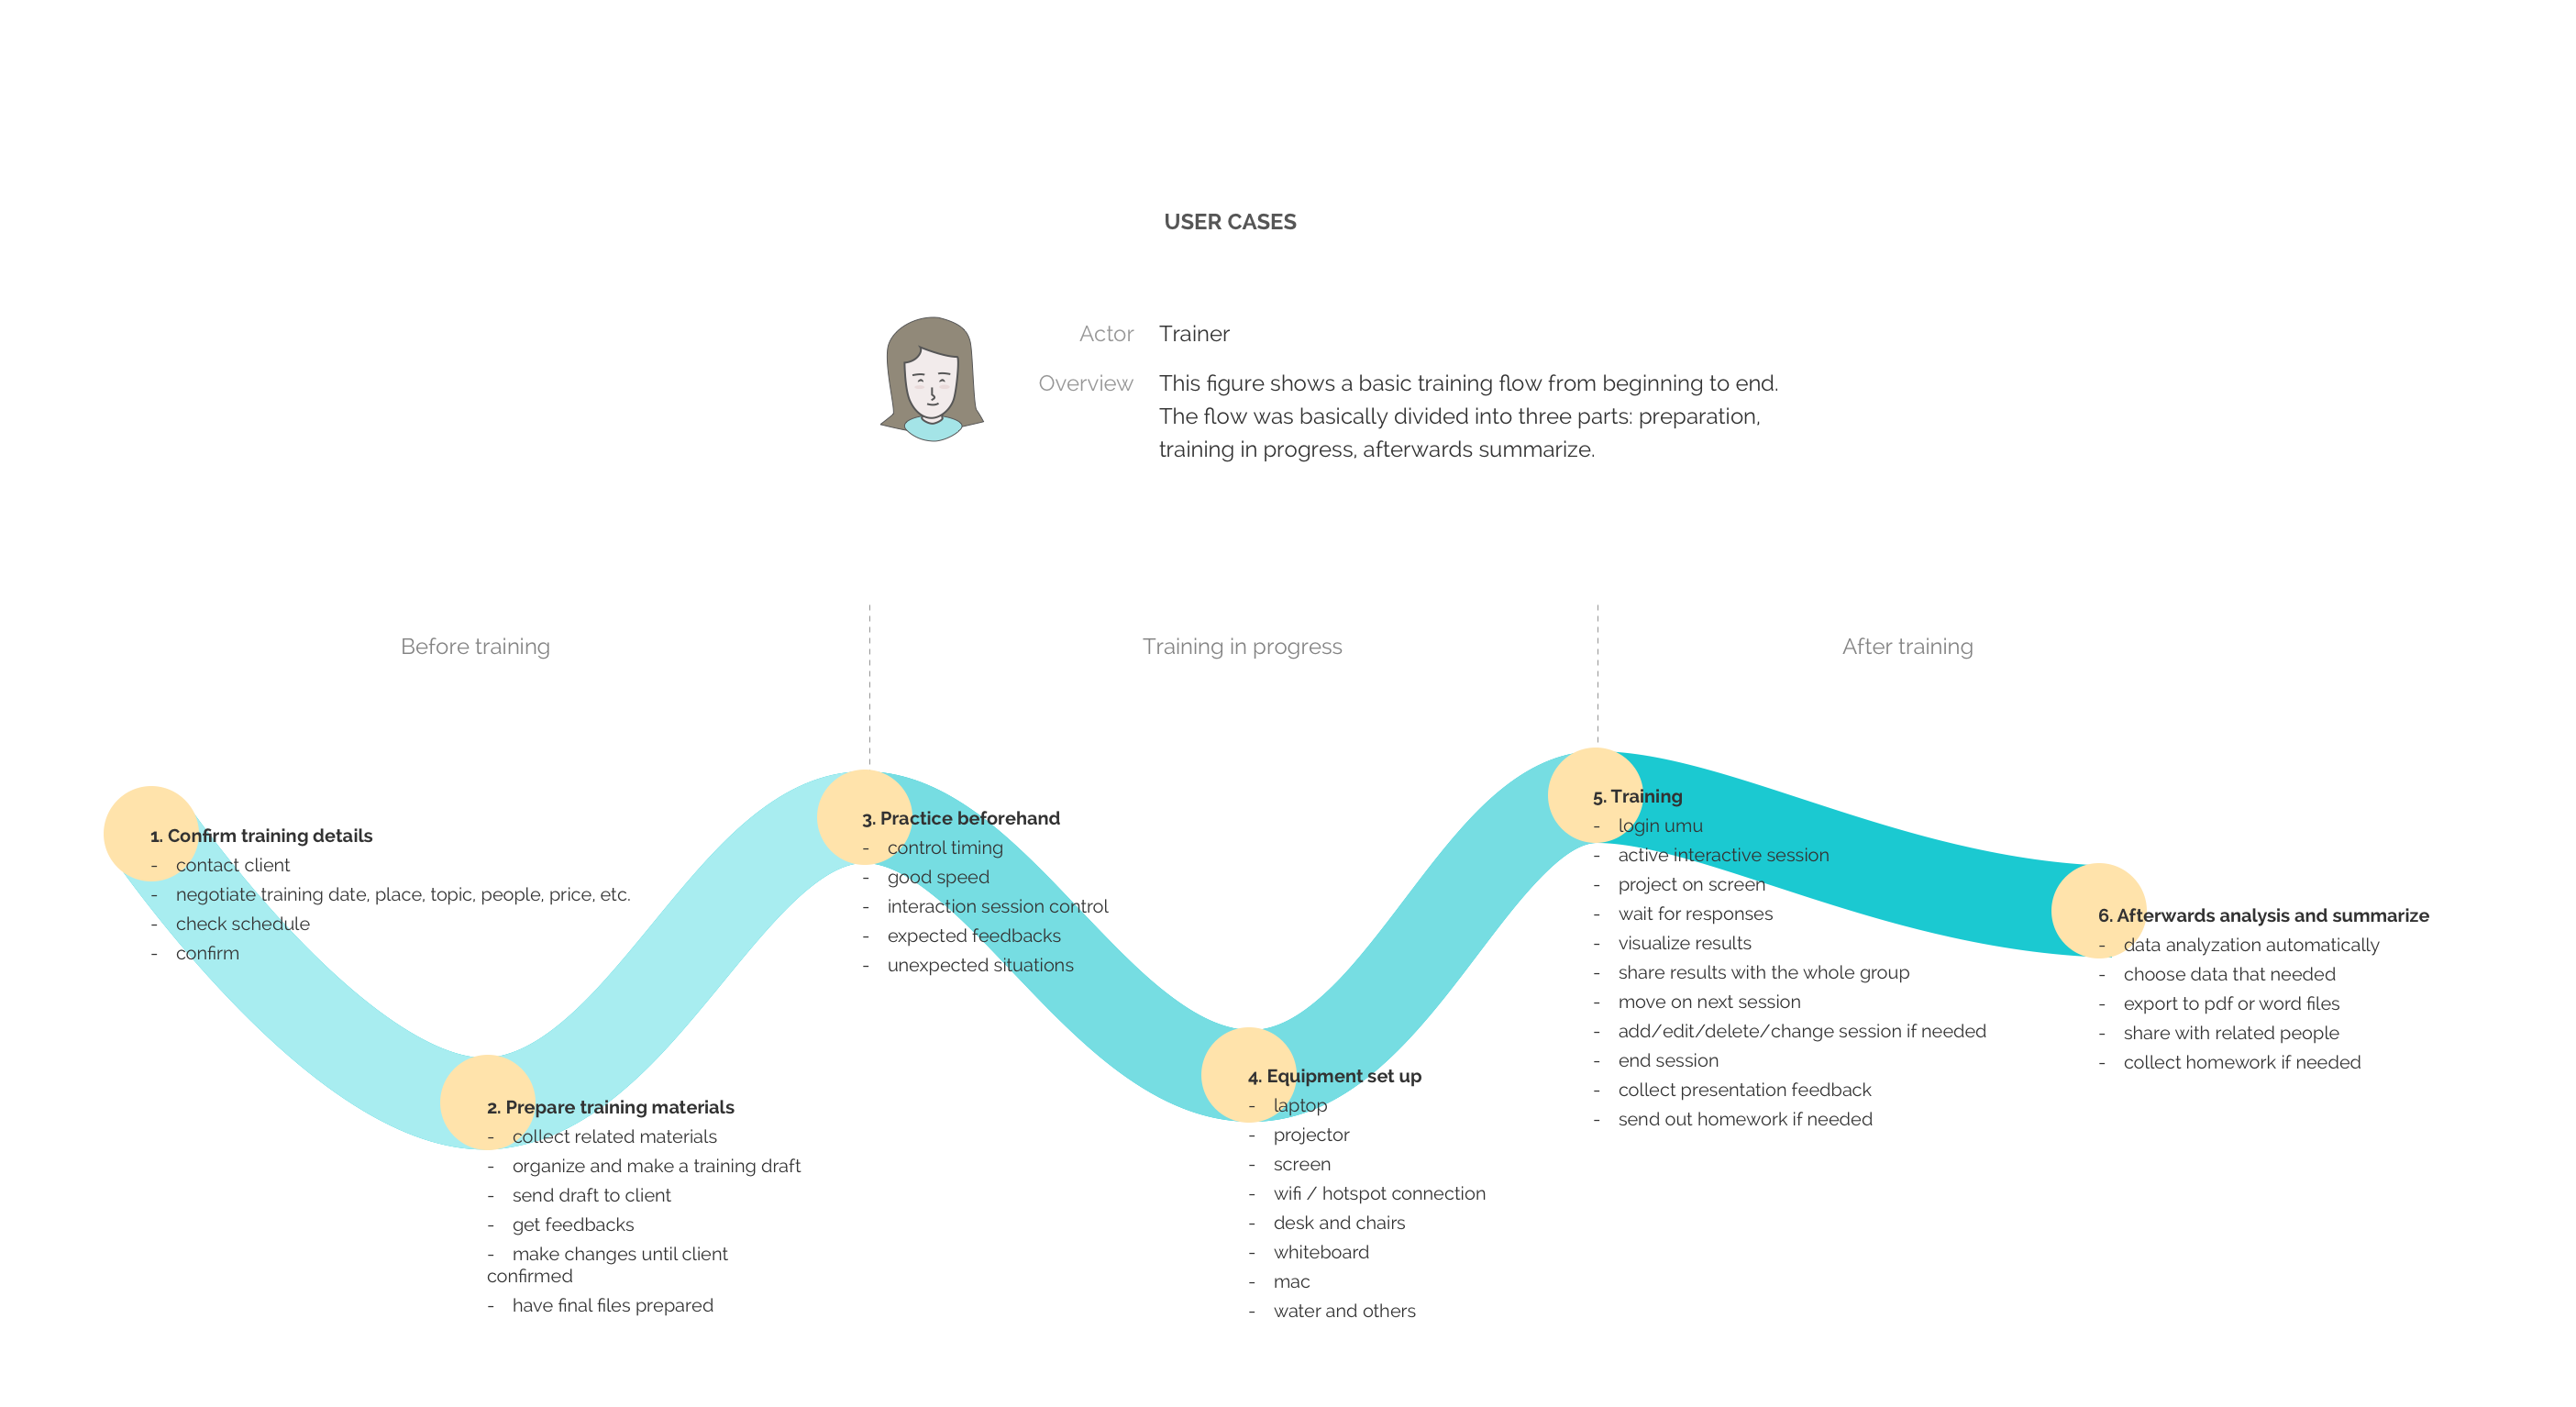 USER CASES
Actor Trainer
Overview This figure shows a basic training flow from beginning to end.
The flow was basically divided into three parts: preparation,
training in progress, afterwards summarize.
Before training
Training in progress
After training
1. Confirm training details
- contact client
- negotiate training date, place, topic, people, price, etc.
- check schedule
- confirm
2. Prepare training materials
- collect related materials
- organize and make a training draft
- send draft to client
- get feedbacks
- make changes until client
confirmed
- have final files prepared
3. Practice beforehand
- control timing
- good speed
- interaction session control
- expected feedbacks
- unexpected situations
4. Equipment set up
- laptop
- projector
- screen
- wifi / hotspot connection
- desk and chairs
- whiteboard
- mac
- water and others
5. Training
- login umu
- active interactive session
- project on screen
- wait for responses
- visualize results
- share results with the whole group
- move on next session
- add/edit/delete/change session if needed
- end session
- collect presentation feedback
- send out homework if needed
6. Afterwards analysis and summarize
- data analyzation automatically
- choose data that needed
- export to pdf or word files
- share with related people
- collect homework if needed